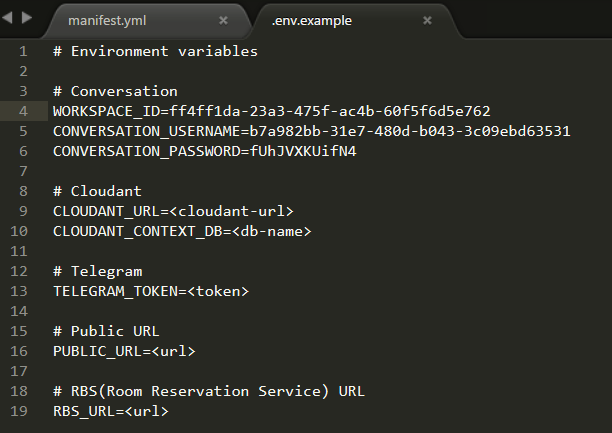 manifest.yml × .env.example ×
1 # Environment variables
2
3 # Conversation
4 WORKSPACE_ID=ff4ff1da-23a3-475f-ac4b-60f5f6d5e762
5 CONVERSATION_USERNAME=b7a982bb-31e7-480d-b043-3c09ebd63531
6 CONVERSATION_PASSWORD=fUhJVXKUifN4
7
8 # Cloudant
9 CLOUDANT_URL=<cloudant-url>
10 CLOUDANT_CONTEXT_DB=<db-name>
11
12 # Telegram
13 TELEGRAM_TOKEN=<token>
14
15 # Public URL
16 PUBLIC_URL=<url>
17
18 # RBS(Room Reservation Service) URL
19 RBS_URL=<url>